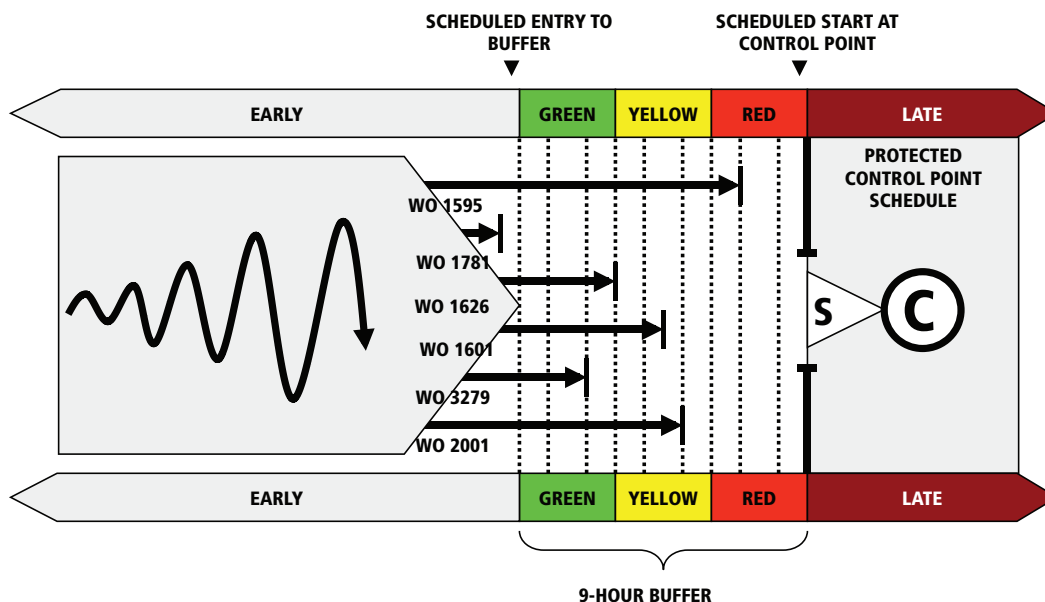 SCHEDULED ENTRY TO
BUFFER
SCHEDULED START AT
CONTROL POINT
EARLY
GREEN
YELLOW
RED
LATE
PROTECTED
CONTROL POINT
SCHEDULE
WO 1595
WO 1781
WO 1626
S
C
WO 1601
WO 3279
WO 2001
EARLY
GREEN
YELLOW
RED
LATE
9-HOUR BUFFER